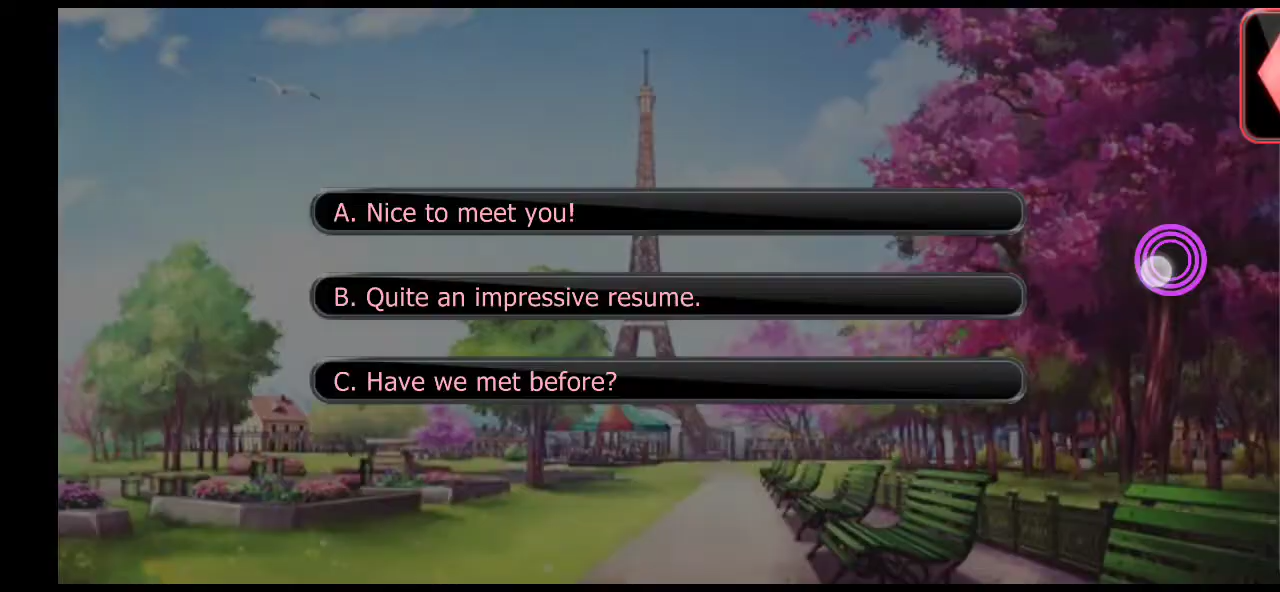 A. Nice to meet you!
B. Quite an impressive resume.
C. Have we met before?